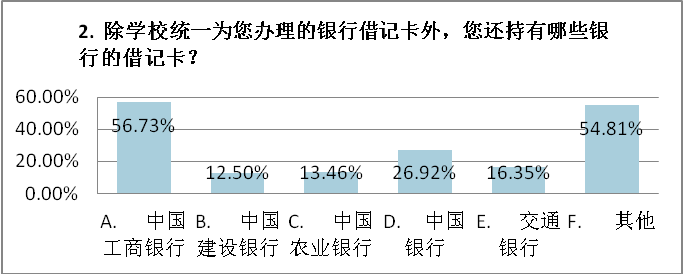 2. 除学校统一为您办理的银行借记卡外，您还持有哪些银
行的借记卡？
60.00%
40.00%
20.00%
0.00%
56.73%
12.50%
13.46%
26.92%
16.35%
54.81%
A. 中国
工商银行
B. 中国
建设银行
C. 中国
农业银行
D. 中国
银行
E. 交通
银行
F. 其他